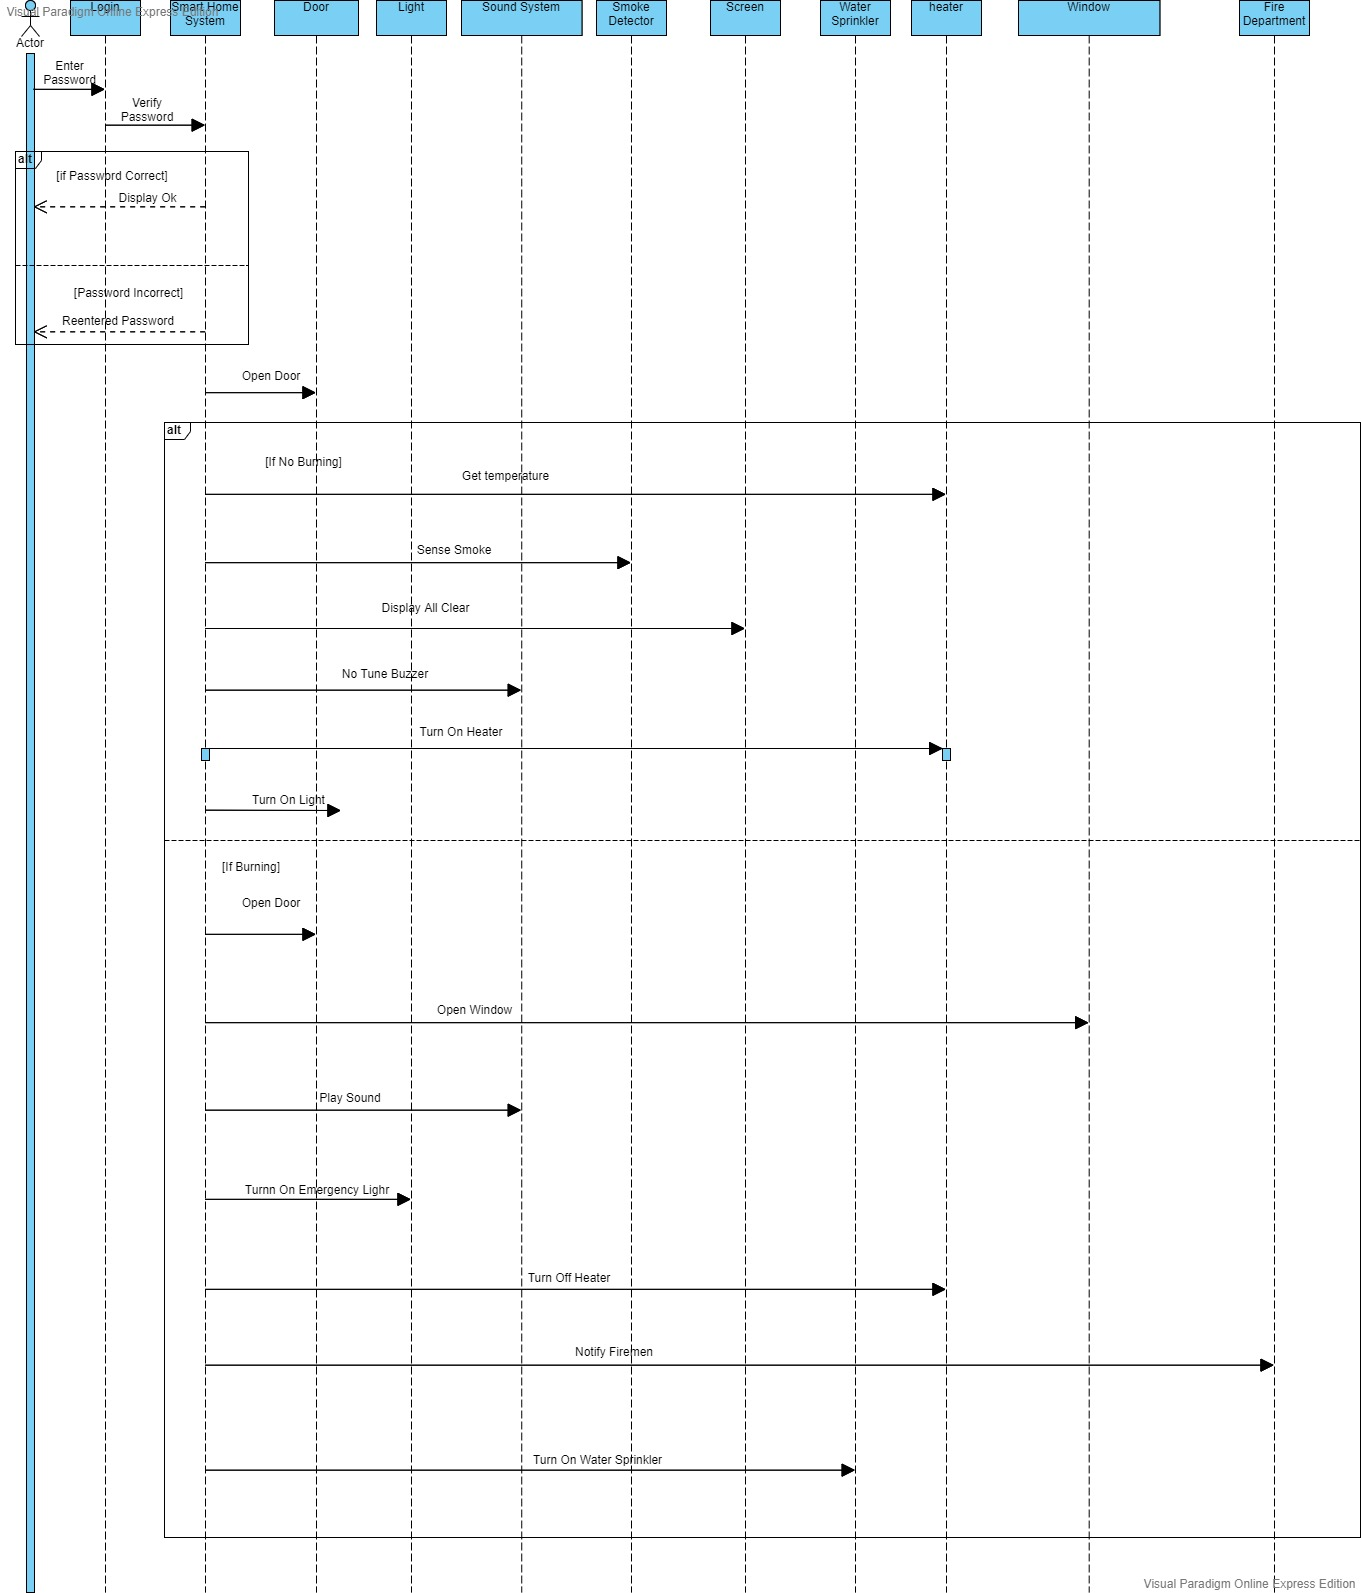 Visual Paradigm Online Express Edition
Login
Smart Home
System
Door
Light
Sound System
Smoke
Detector
Screen
Water
Sprinkler
heater
Window
Fire
Department
Actor
Enter
Password
Verify
Password
alt
[if Password Correct]
Display Ok
[Password Incorrect]
Reentered Password
Open Door
alt
[If No Burning]
Get temperature
Sense Smoke
Display All Clear
No Tune Buzzer
Turn On Heater
Turn On Light
[If Burning]
Open Door
Open Window
Play Sound
Turnn On Emergency Lighr
Turn Off Heater
Notify Firemen
Turn On Water Sprinkler
Visual Paradigm Online Express Edition